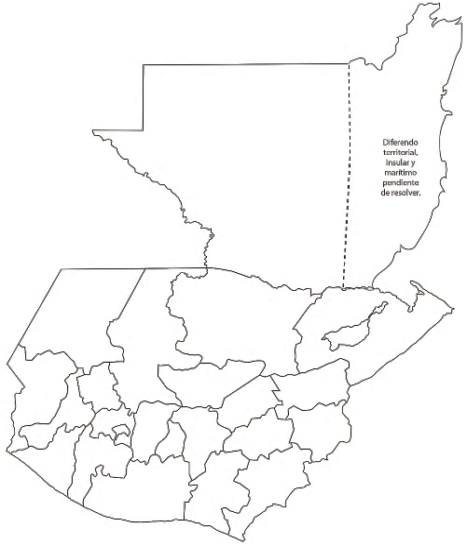 Diferendo
territorial,
insular y
marítimo
pendiente
de resolver.